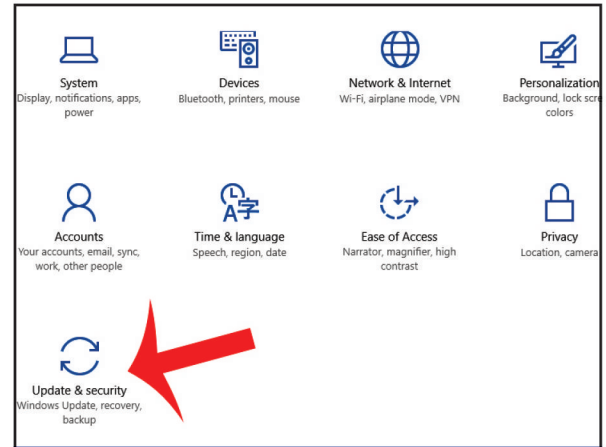 System
Display, notifications, apps,
power
Devices
Bluetooth, printers, mouse
Network & Internet
Wi-Fi, airplane mode, VPN
Personalization
Background, lock scre
colors
Accounts
Your accounts, email, sync,
work, other people
Time & language
Speech, region, date
Ease of Access
Narrator, magnifier, high
contrast
Privacy
Location, camera
Update & security
Windows Update, recovery,
backup